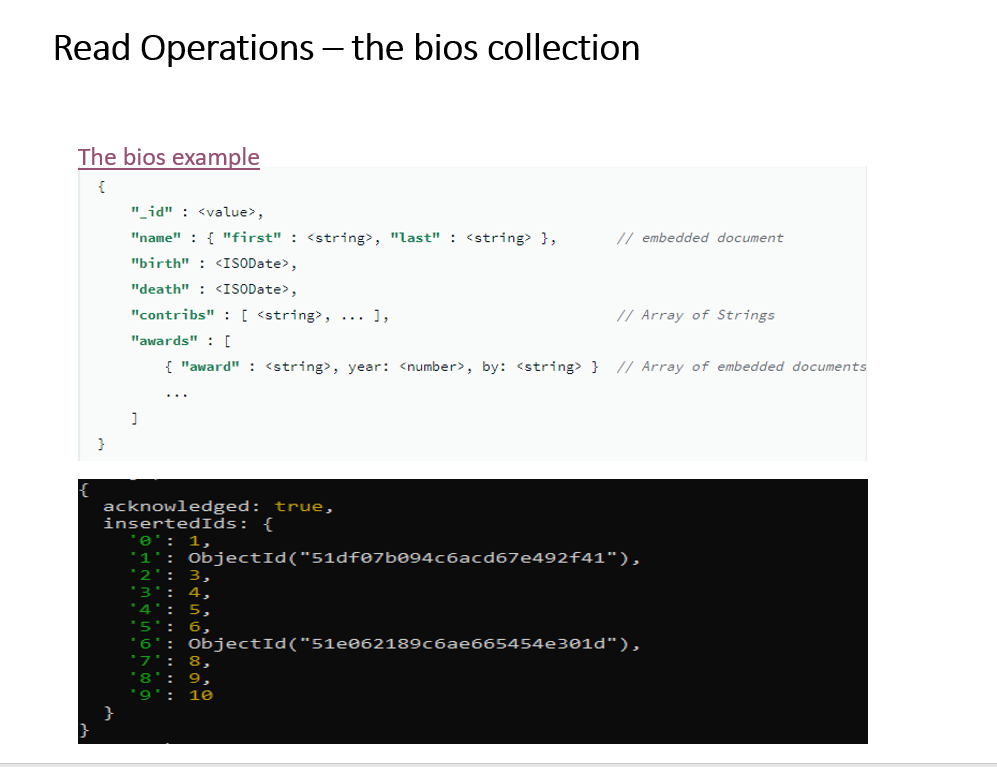 Read Operations – the bios collection
The bios example
{
"_id" : <value>,
"name" : { "first" : <string>, "last" : <string> }, // embedded document
"birth" : <ISODate>,
"death" : <ISODate>,
"contribs" : [ <string>, ... ], // Array of Strings
"awards" : [
{ "award" : <string>, year: <number>, by: <string> } // Array of embedded documents
...
]
}
{
acknowledged: true,
insertedIds: {
'0': 1,
'1': ObjectId("51df07b094c6acd67e492f41"),
'2': 3,
'3': 4,
'4': 5,
'5': 6,
'6': ObjectId("51e062189c6ae665454e301d"),
'7': 8,
'8': 9,
'9': 10
}
}